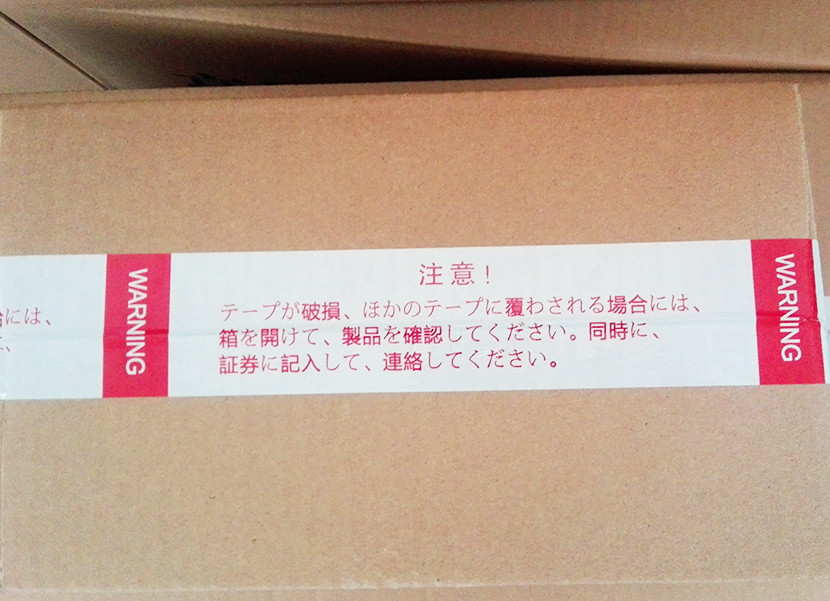 注意!
テープが破損、ほかのテープに覆わされる場合には、
箱を開けて、製品を確認してください。同時に、
証券に記入して、連絡してください。
WARNING
WARNING
には、